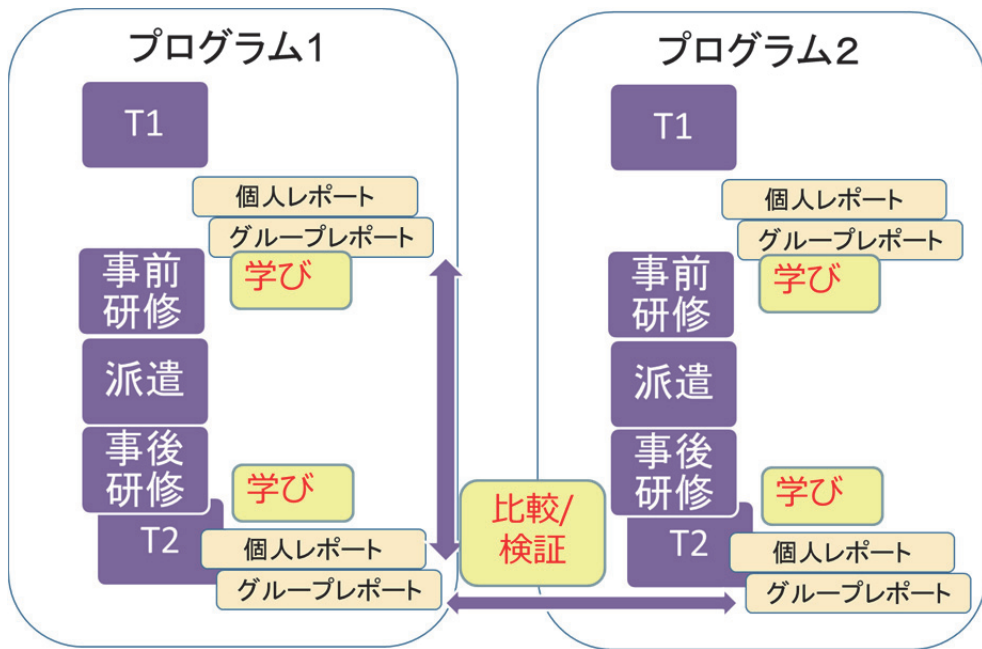 プログラム1
T1
個人レポート
グループレポート
事前
研修
学び
派遣
事後
研修
学び
T2
個人レポート
グループレポート
比較/
検証
プログラム2
T1
個人レポート
グループレポート
事前
研修
学び
派遣
事後
研修
学び
T2
個人レポート
グループレポート